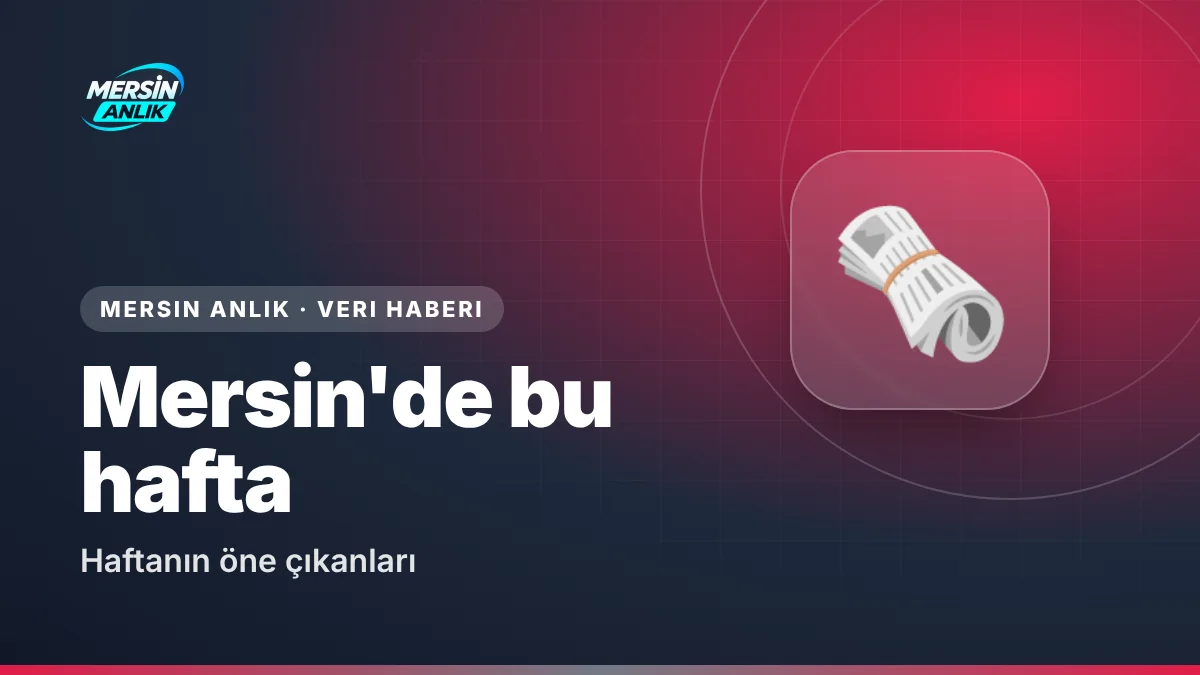 MERSİN
ANLIK
MERSIN ANLIK · VERI HABERI
Mersin'de bu
hafta
Haftanın öne çıkanları